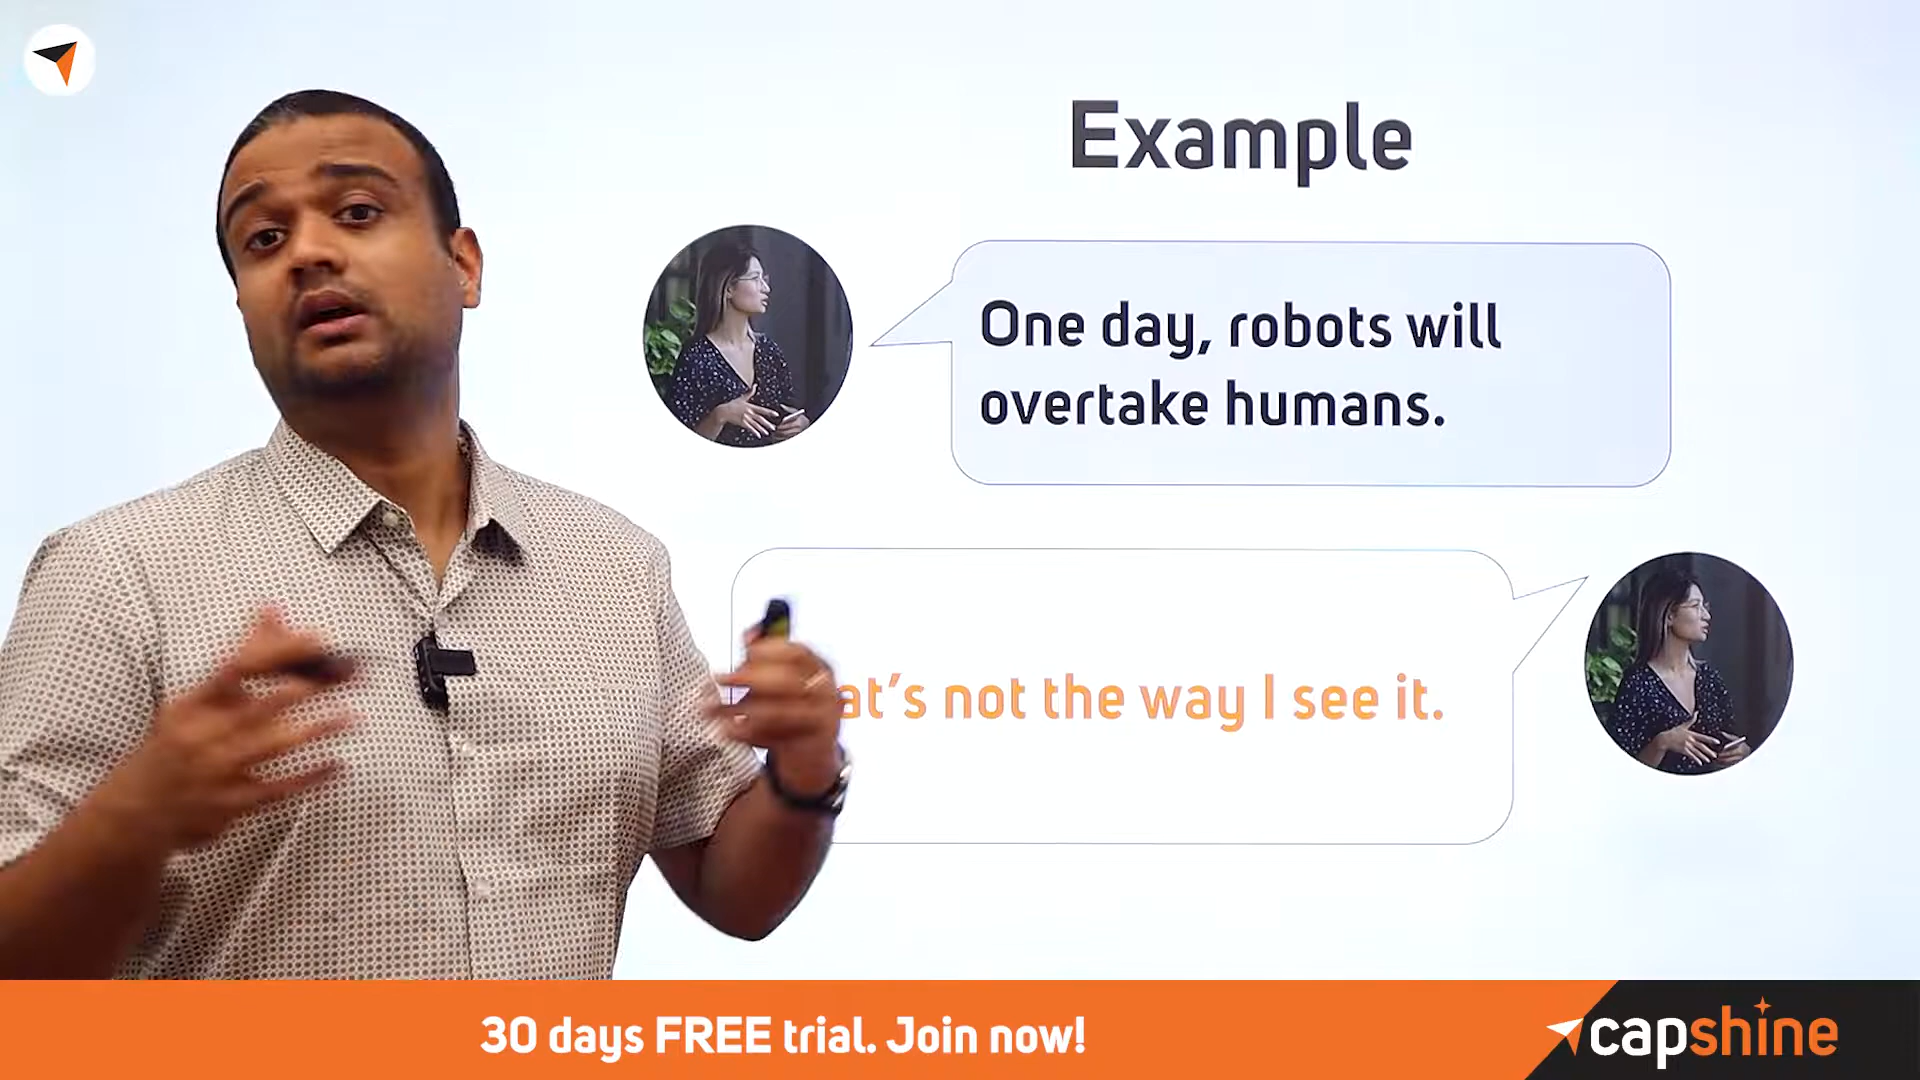 Example
One day, robots will
overtake humans.
at's not the way I see it.
30 days FREE trial. Join now!
capshine